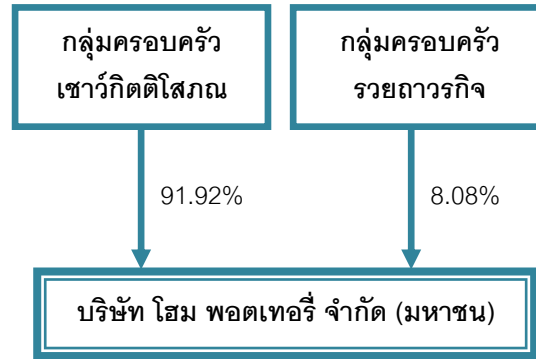 กลุ่มครอบครัว
เชาว์กิตติโสภณ
กลุ่มครอบครัว
รวยถาวรกิจ
91.92%
8.08%
บริษัท โฮม พอตเทอรี่ จำกัด (มหาชน)